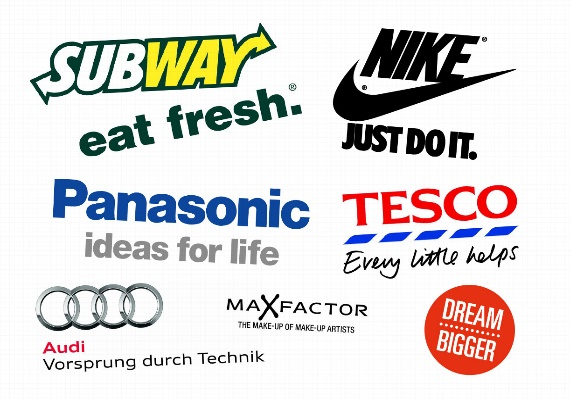 SUBWAY
eat fresh.®
NIKE®
®
JUST DO IT.
Panasonic
ideas for life
TESCO
Every little helps
Audi
Vorsprung durch Technik
MAXFACTOR
THE MAKE-UP OF MAKE-UP ARTISTS
DREAM
BIGGER